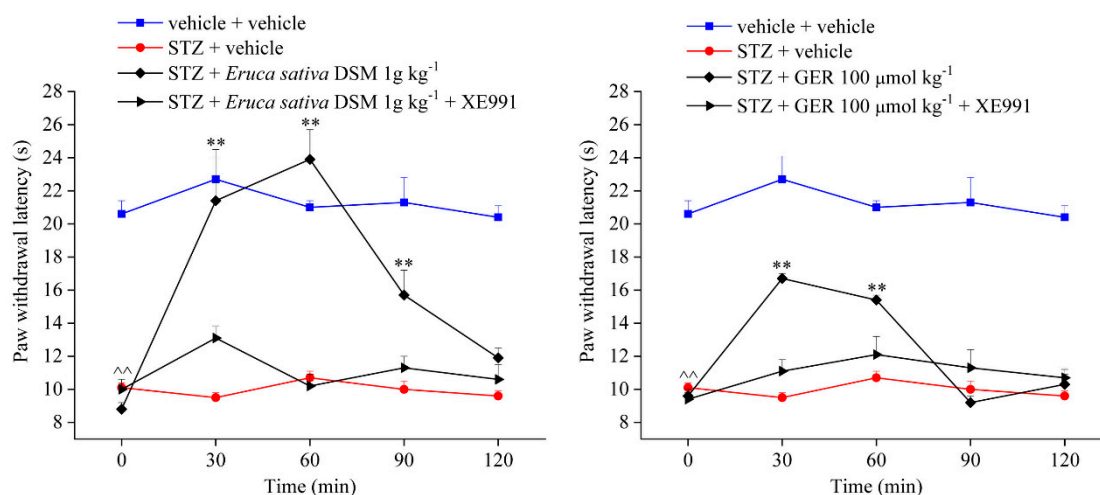 vehicle + vehicle
STZ + vehicle
STZ + Eruca sativa DSM 1g kg⁻¹
STZ + Eruca sativa DSM 1g kg⁻¹ + XE991
28
26
24
22
20
18
16
14
12
10
8
Paw withdrawal latency (s)
**
**
**
^^
0 30 60 90 120
Time (min)
vehicle + vehicle
STZ + vehicle
STZ + GER 100 μmol kg⁻¹
STZ + GER 100 μmol kg⁻¹ + XE991
28
26
24
22
20
18
16
14
12
10
8
Paw withdrawal latency (s)
**
**
^^
0 30 60 90 120
Time (min)